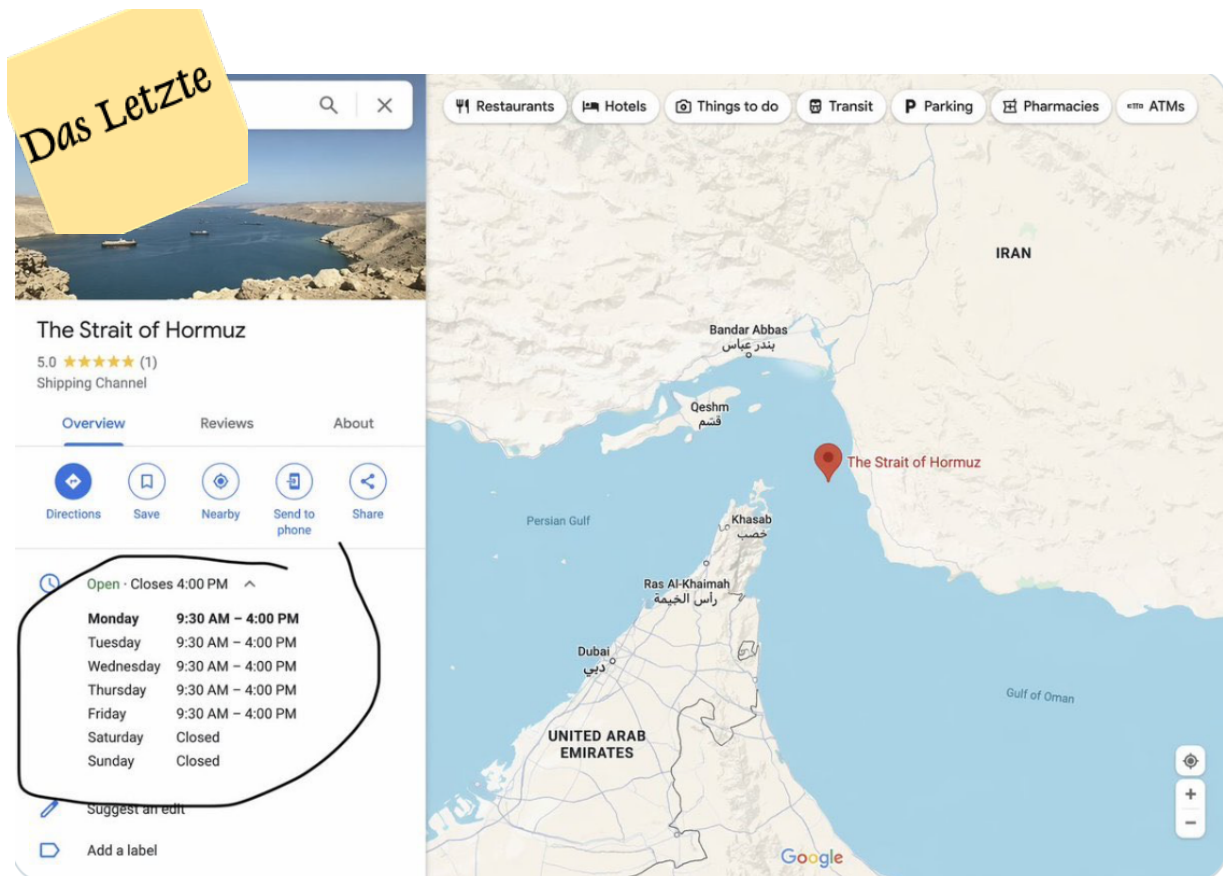 Das Letzte
Restaurants
Hotels
Things to do
Transit
P Parking
Pharmacies
ATMs
The Strait of Hormuz
5.0 ★★★★★ (1)
Shipping Channel
Overview
Reviews
About
Directions
Save
Nearby
Send to
phone
Share
Open · Closes 4:00 PM
Monday 9:30 AM – 4:00 PM
Tuesday 9:30 AM – 4:00 PM
Wednesday 9:30 AM – 4:00 PM
Thursday 9:30 AM – 4:00 PM
Friday 9:30 AM – 4:00 PM
Saturday Closed
Sunday Closed
Suggest an edit
Add a label
IRAN
Bandar Abbas
بندر عباس
Qeshm
قشم
The Strait of Hormuz
Persian Gulf
Khasab
خصب
Ras Al-Khaimah
رأس الخيمة
Dubai
دبي
Gulf of Oman
UNITED ARAB
EMIRATES
Google